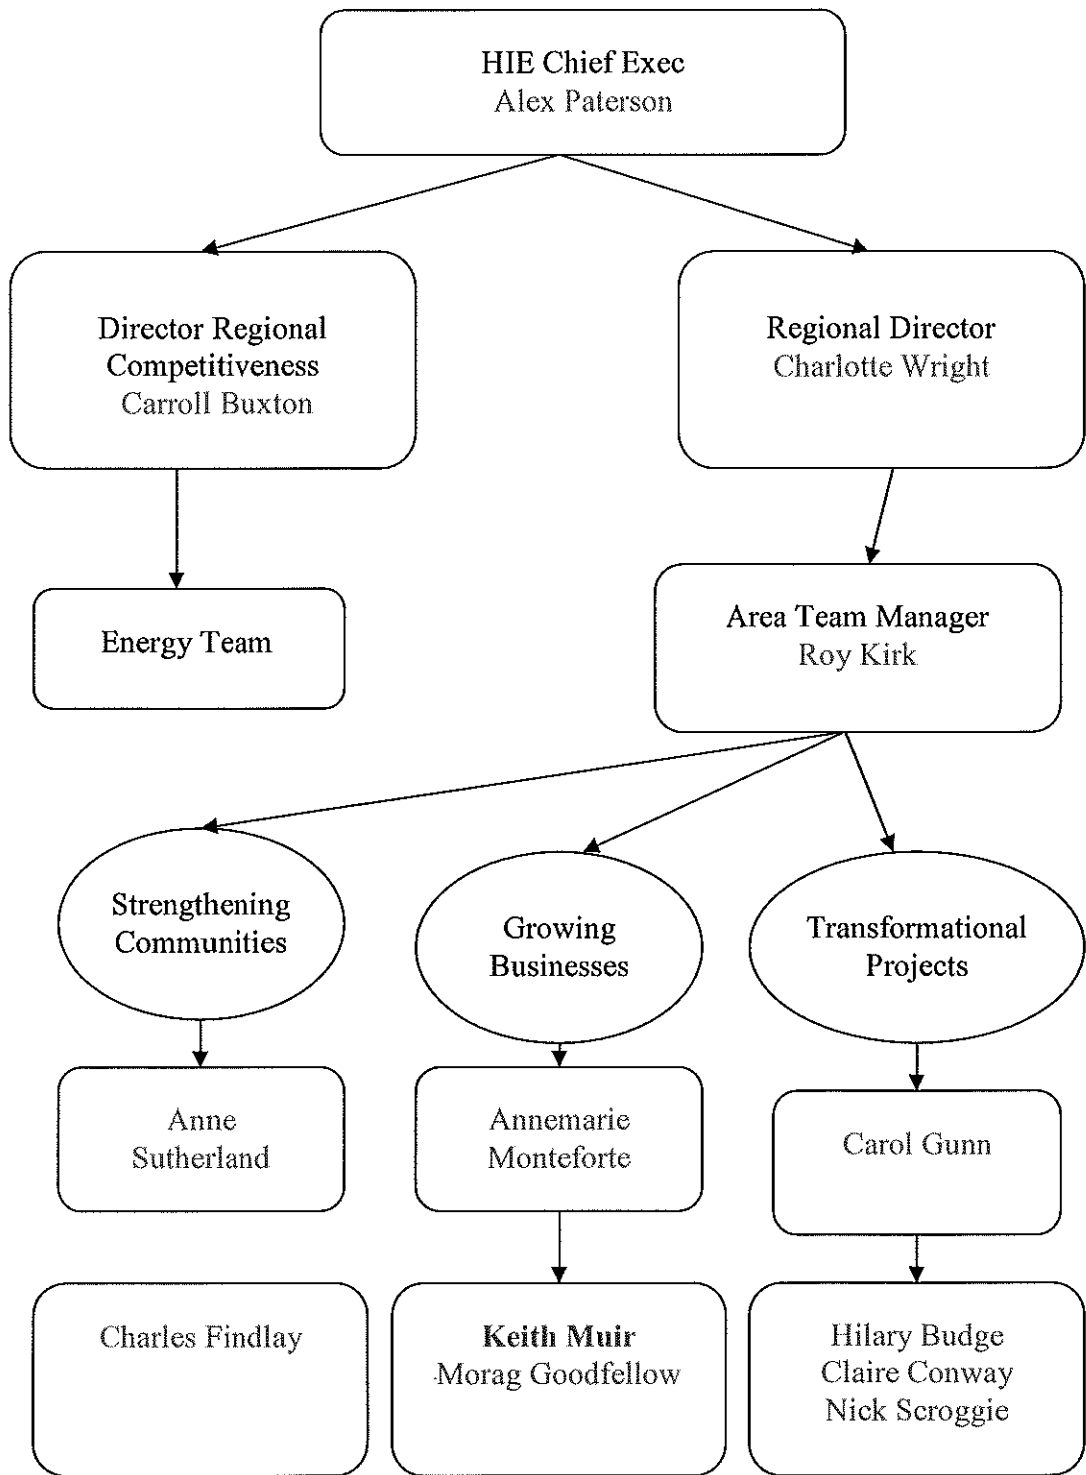 HIE Chief Exec
Alex Paterson
Director Regional
Competitiveness
Carroll Buxton
Regional Director
Charlotte Wright
Energy Team
Area Team Manager
Roy Kirk
Strengthening
Communities
Growing
Businesses
Transformational
Projects
Anne
Sutherland
Annemarie
Monteforte
Carol Gunn
Charles Findlay
Keith Muir
Morag Goodfellow
Hilary Budge
Claire Conway
Nick Scroggie